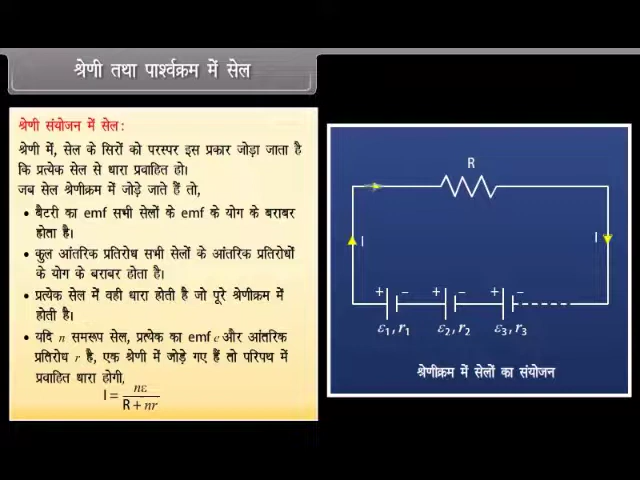 श्रेणी तथा पार्श्वक्रम में सेल
श्रेणी संयोजन में सेल:
श्रेणी में, सेल के सिरों को परस्पर इस प्रकार जोड़ा जाता है
कि प्रत्येक सेल से धारा प्रवाहित हो।
जब सेल श्रेणीक्रम में जोड़े जाते हैं तो,
• बैटरी का emf सभी सेलों के emf के योग के बराबर
होता है।
• कुल आंतरिक प्रतिरोध सभी सेलों के आंतरिक प्रतिरोधों
के योग के बराबर होता है।
• प्रत्येक सेल में वही धारा होती है जो पूरे श्रेणीक्रम में
होती है।
• यदि n समरूप सेल, प्रत्येक का emf ε और आंतरिक
प्रतिरोध r है, एक श्रेणी में जोड़े गए हैं तो परिपथ में
प्रवाहित धारा होगी,
I = nε / R + nr
R
I I
+ − + − + −
ε₁, r₁ ε₂, r₂ ε₃, r₃
श्रेणीक्रम में सेलों का संयोजन